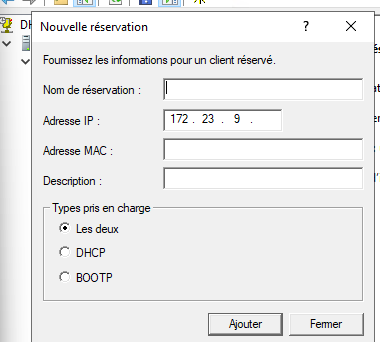 DH
Nouvelle réservation
Fournissez les informations pour un client réservé.
Nom de réservation :
Adresse IP :
172 . 23 . 9 .
Adresse MAC :
Description :
Types pris en charge
Les deux
DHCP
BOOTP
Ajouter
Fermer